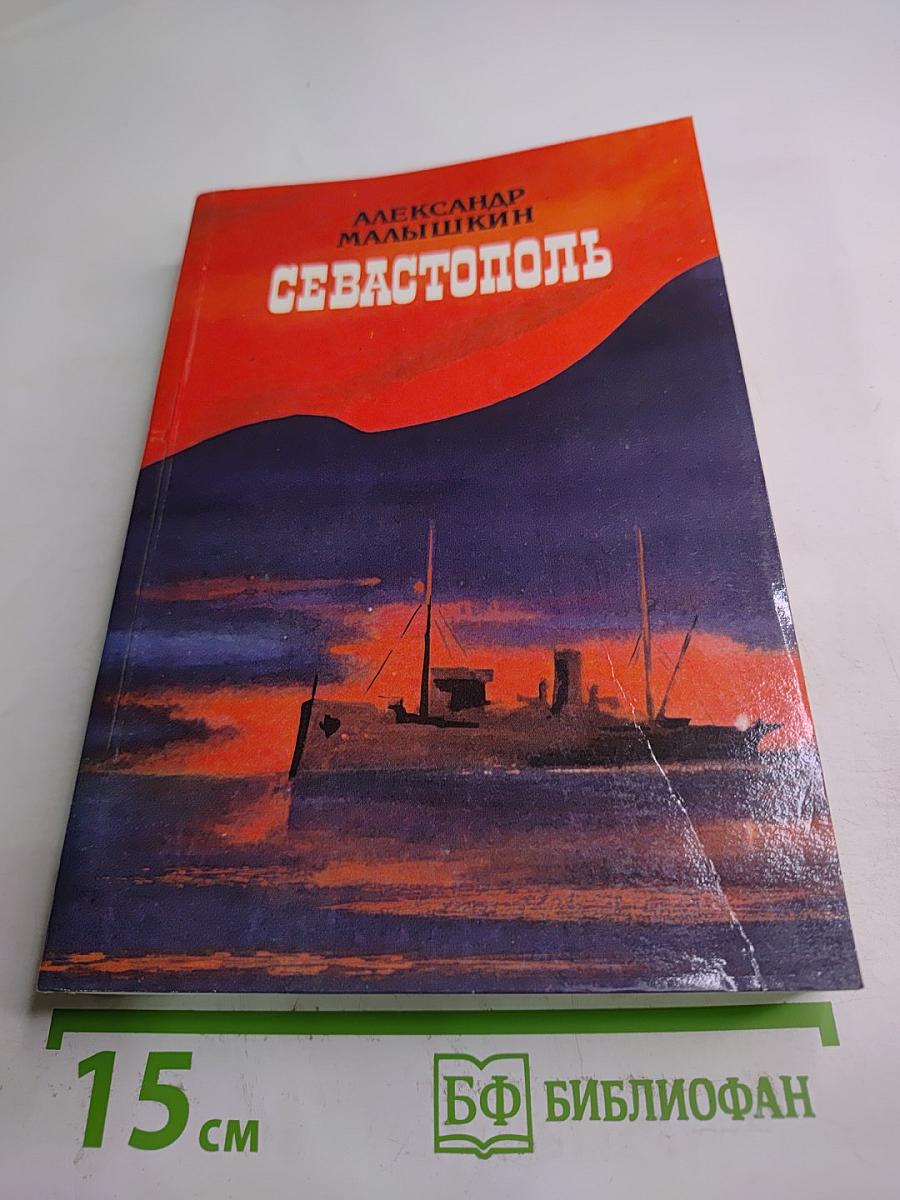 АЛЕКСАНДР
МАЛЫШКИН
СЕВАСТОПОЛЬ
15 см
БФ БИБЛИОФАН